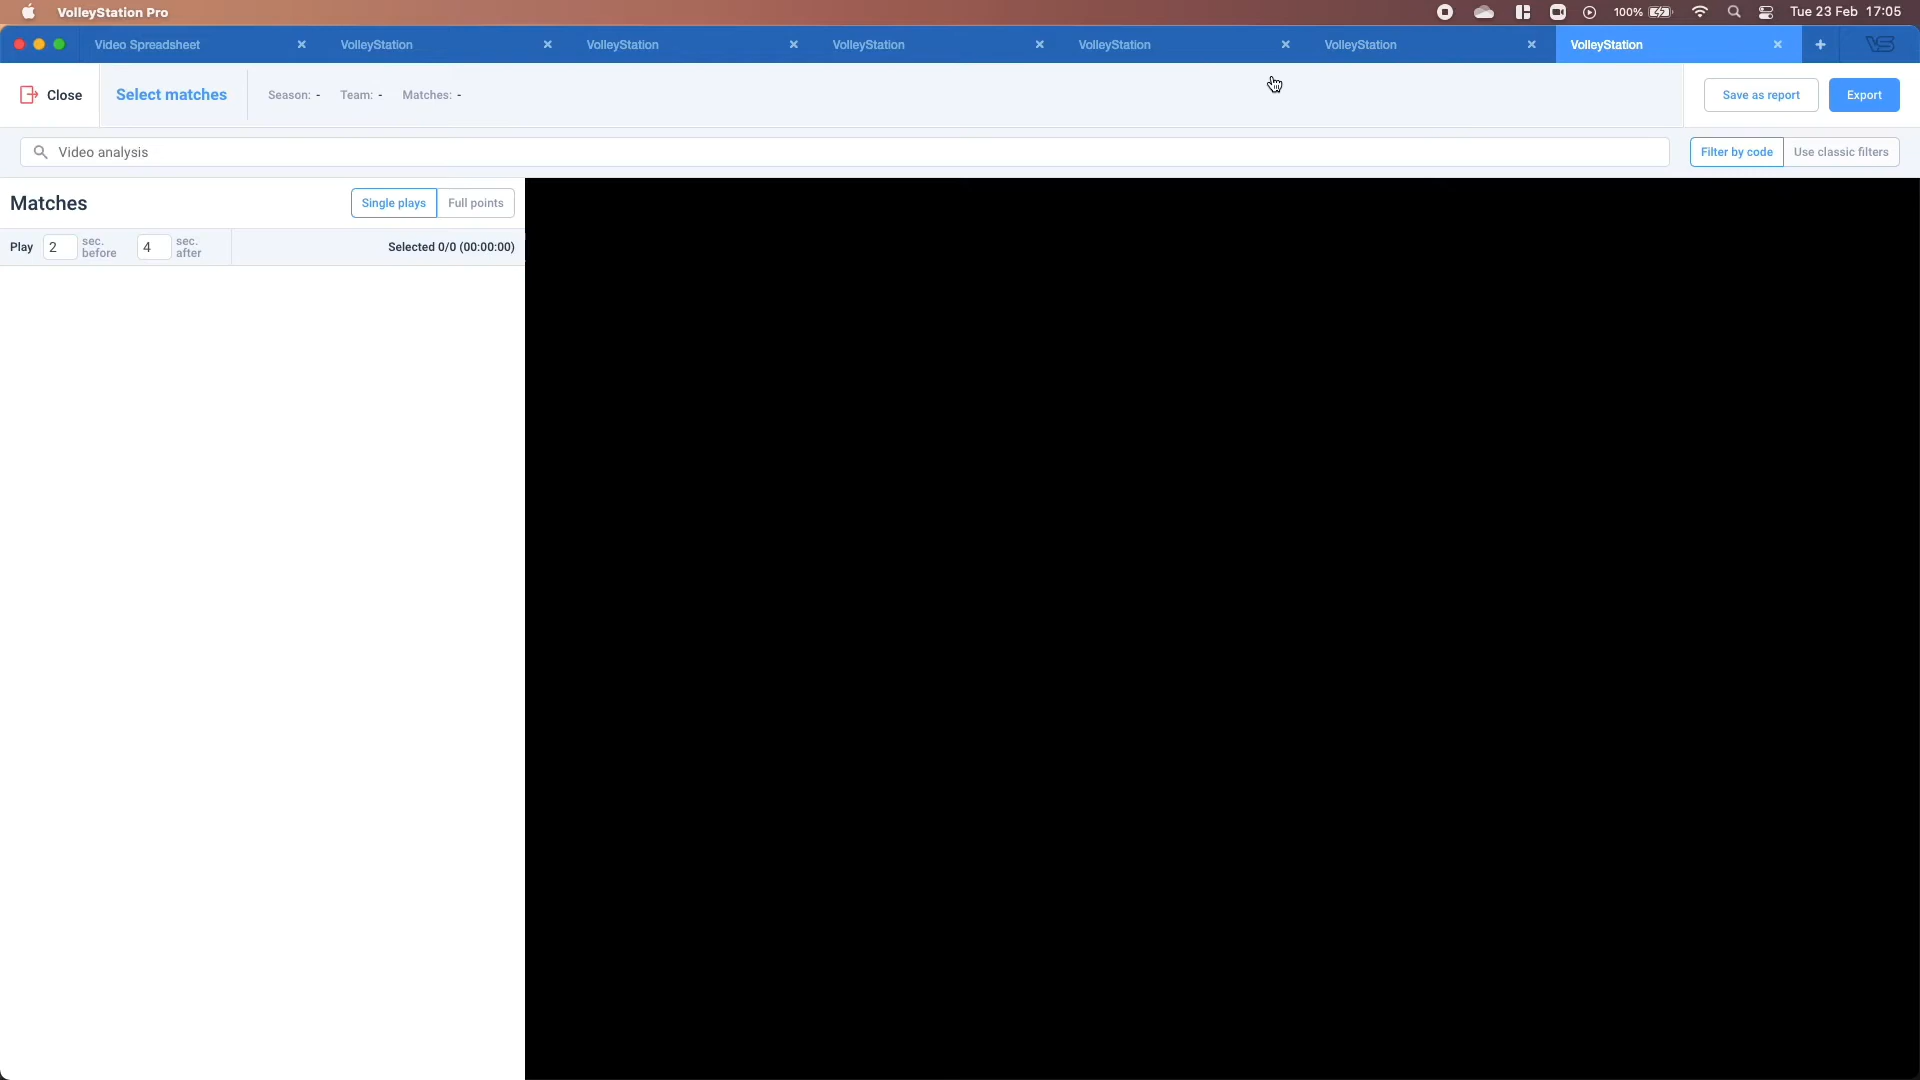 VolleyStation Pro
100%
Tue 23 Feb 17:05
Video Spreadsheet
VolleyStation
VolleyStation
VolleyStation
VolleyStation
VolleyStation
VolleyStation
VS
Close
Select matches
Season: -
Team: -
Matches: -
Save as report
Export
Video analysis
Filter by code
Use classic filters
Matches
Single plays
Full points
Play 2 sec. before 4 sec. after
Selected 0/0 (00:00:00)